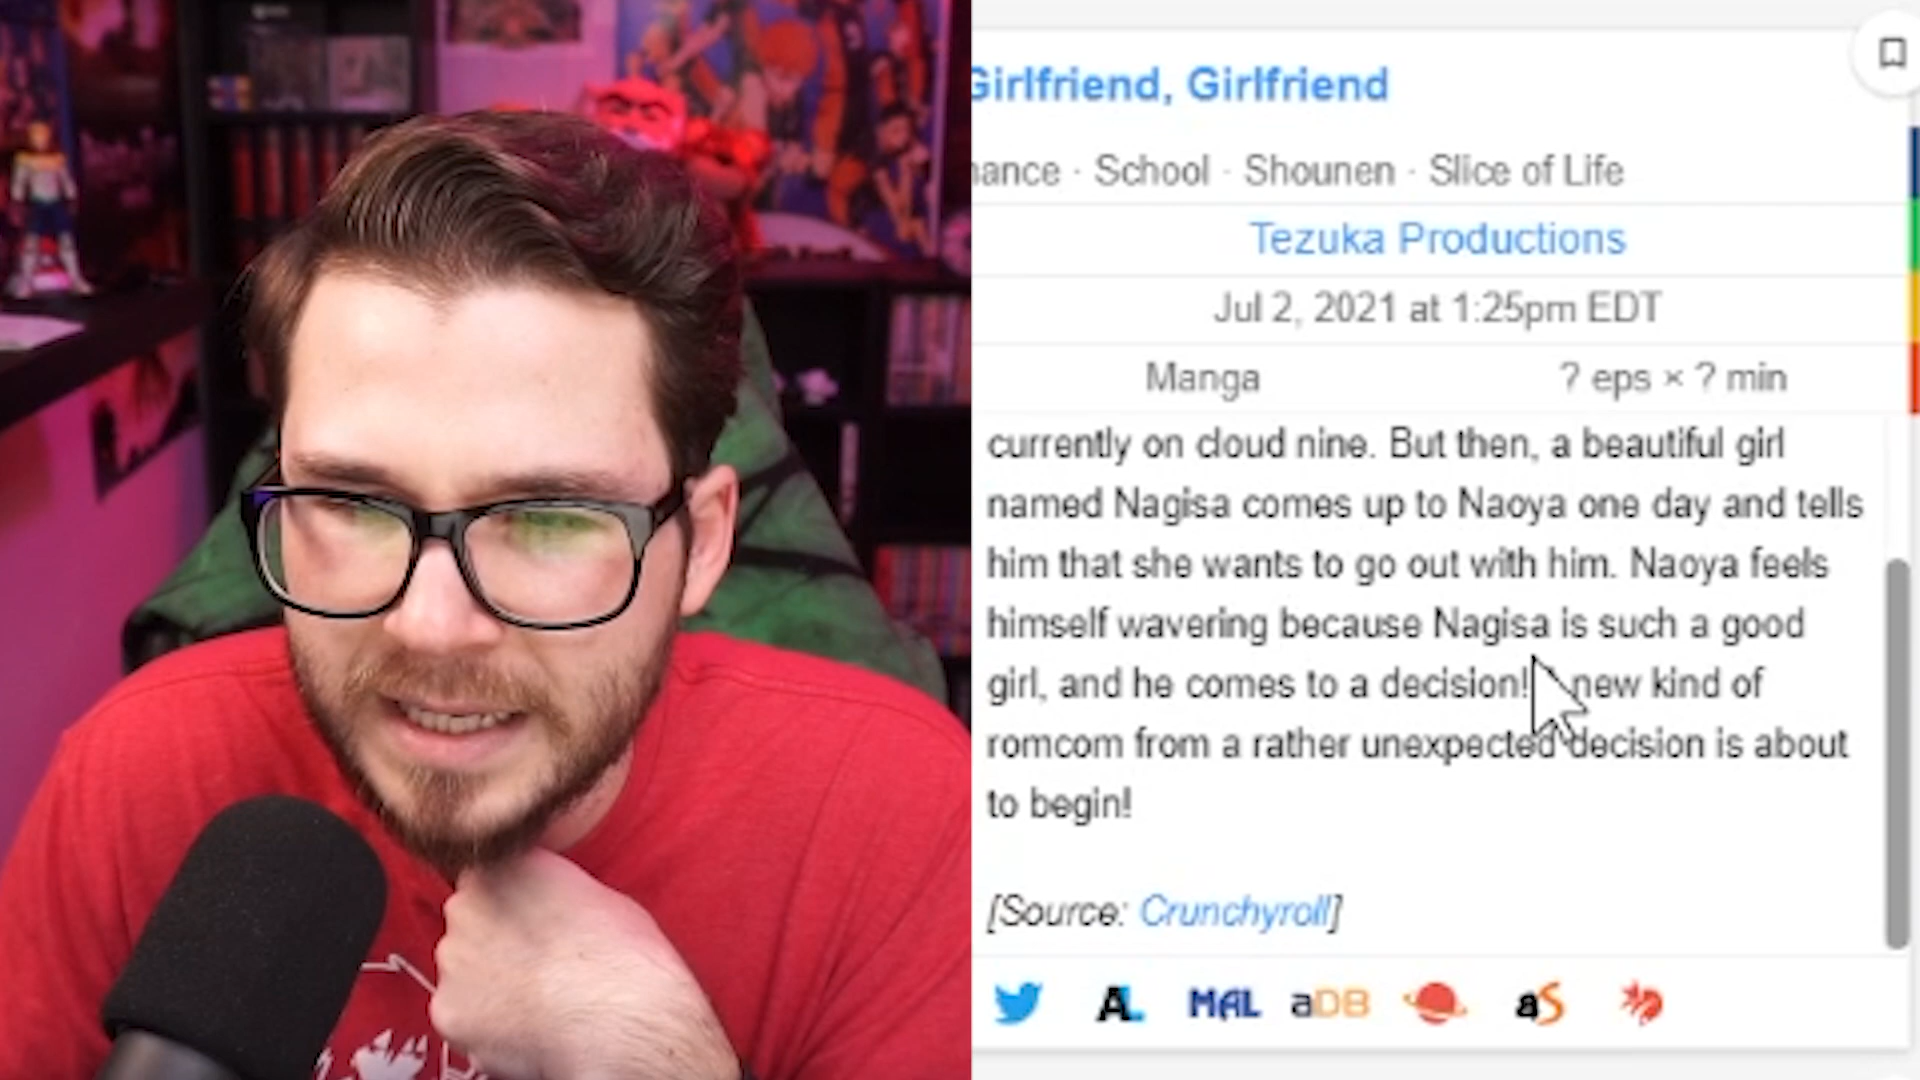 Girlfriend, Girlfriend
mance · School · Shounen · Slice of Life
Tezuka Productions
Jul 2, 2021 at 1:25pm EDT
Manga ? eps × ? min
currently on cloud nine. But then, a beautiful girl
named Nagisa comes up to Naoya one day and tells
him that she wants to go out with him. Naoya feels
himself wavering because Nagisa is such a good
girl, and he comes to a decision! new kind of
romcom from a rather unexpected decision is about
to begin!
[Source: Crunchyroll]
AL MAL aDB aS